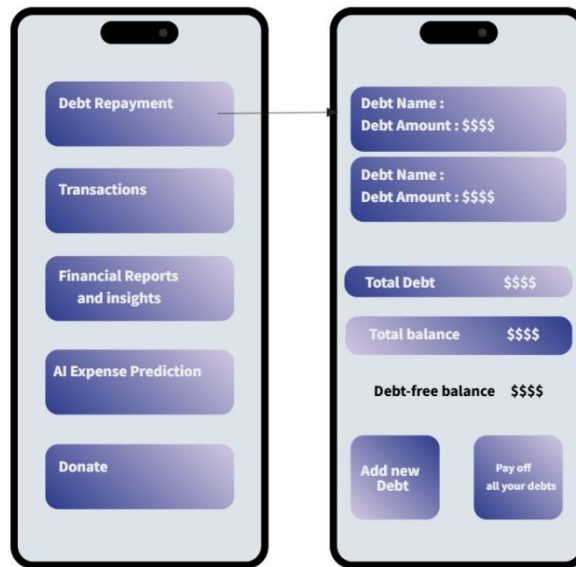 Debt Repayment
Transactions
Financial Reports
and insights
AI Expense Prediction
Donate
Debt Name :
Debt Amount : $$$$
Debt Name :
Debt Amount : $$$$
Total Debt $$$$
Total balance $$$$
Debt-free balance $$$$
Add new
Debt
Pay off
all your debts